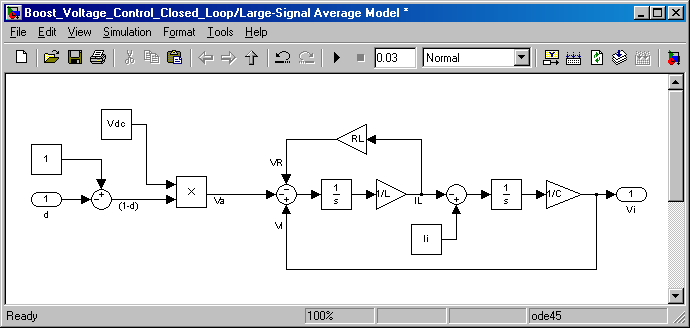 Boost_Voltage_Control_Closed_Loop/Large-Signal Average Model *
File Edit View Simulation Format Tools Help
0.03 Normal
Vdc
1
1
d
(1-d)
×
Va
VR
RL
Vi
1/s
1/L
IL
Ii
1/s
1/C
1
Vi
Ready 100% ode45